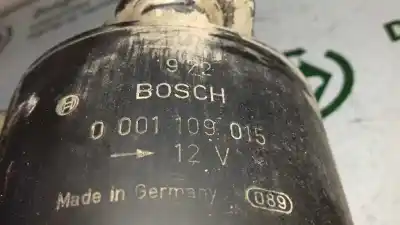 922
BOSCH
0 001 109 015
→ 12 V
Made in Germany 089